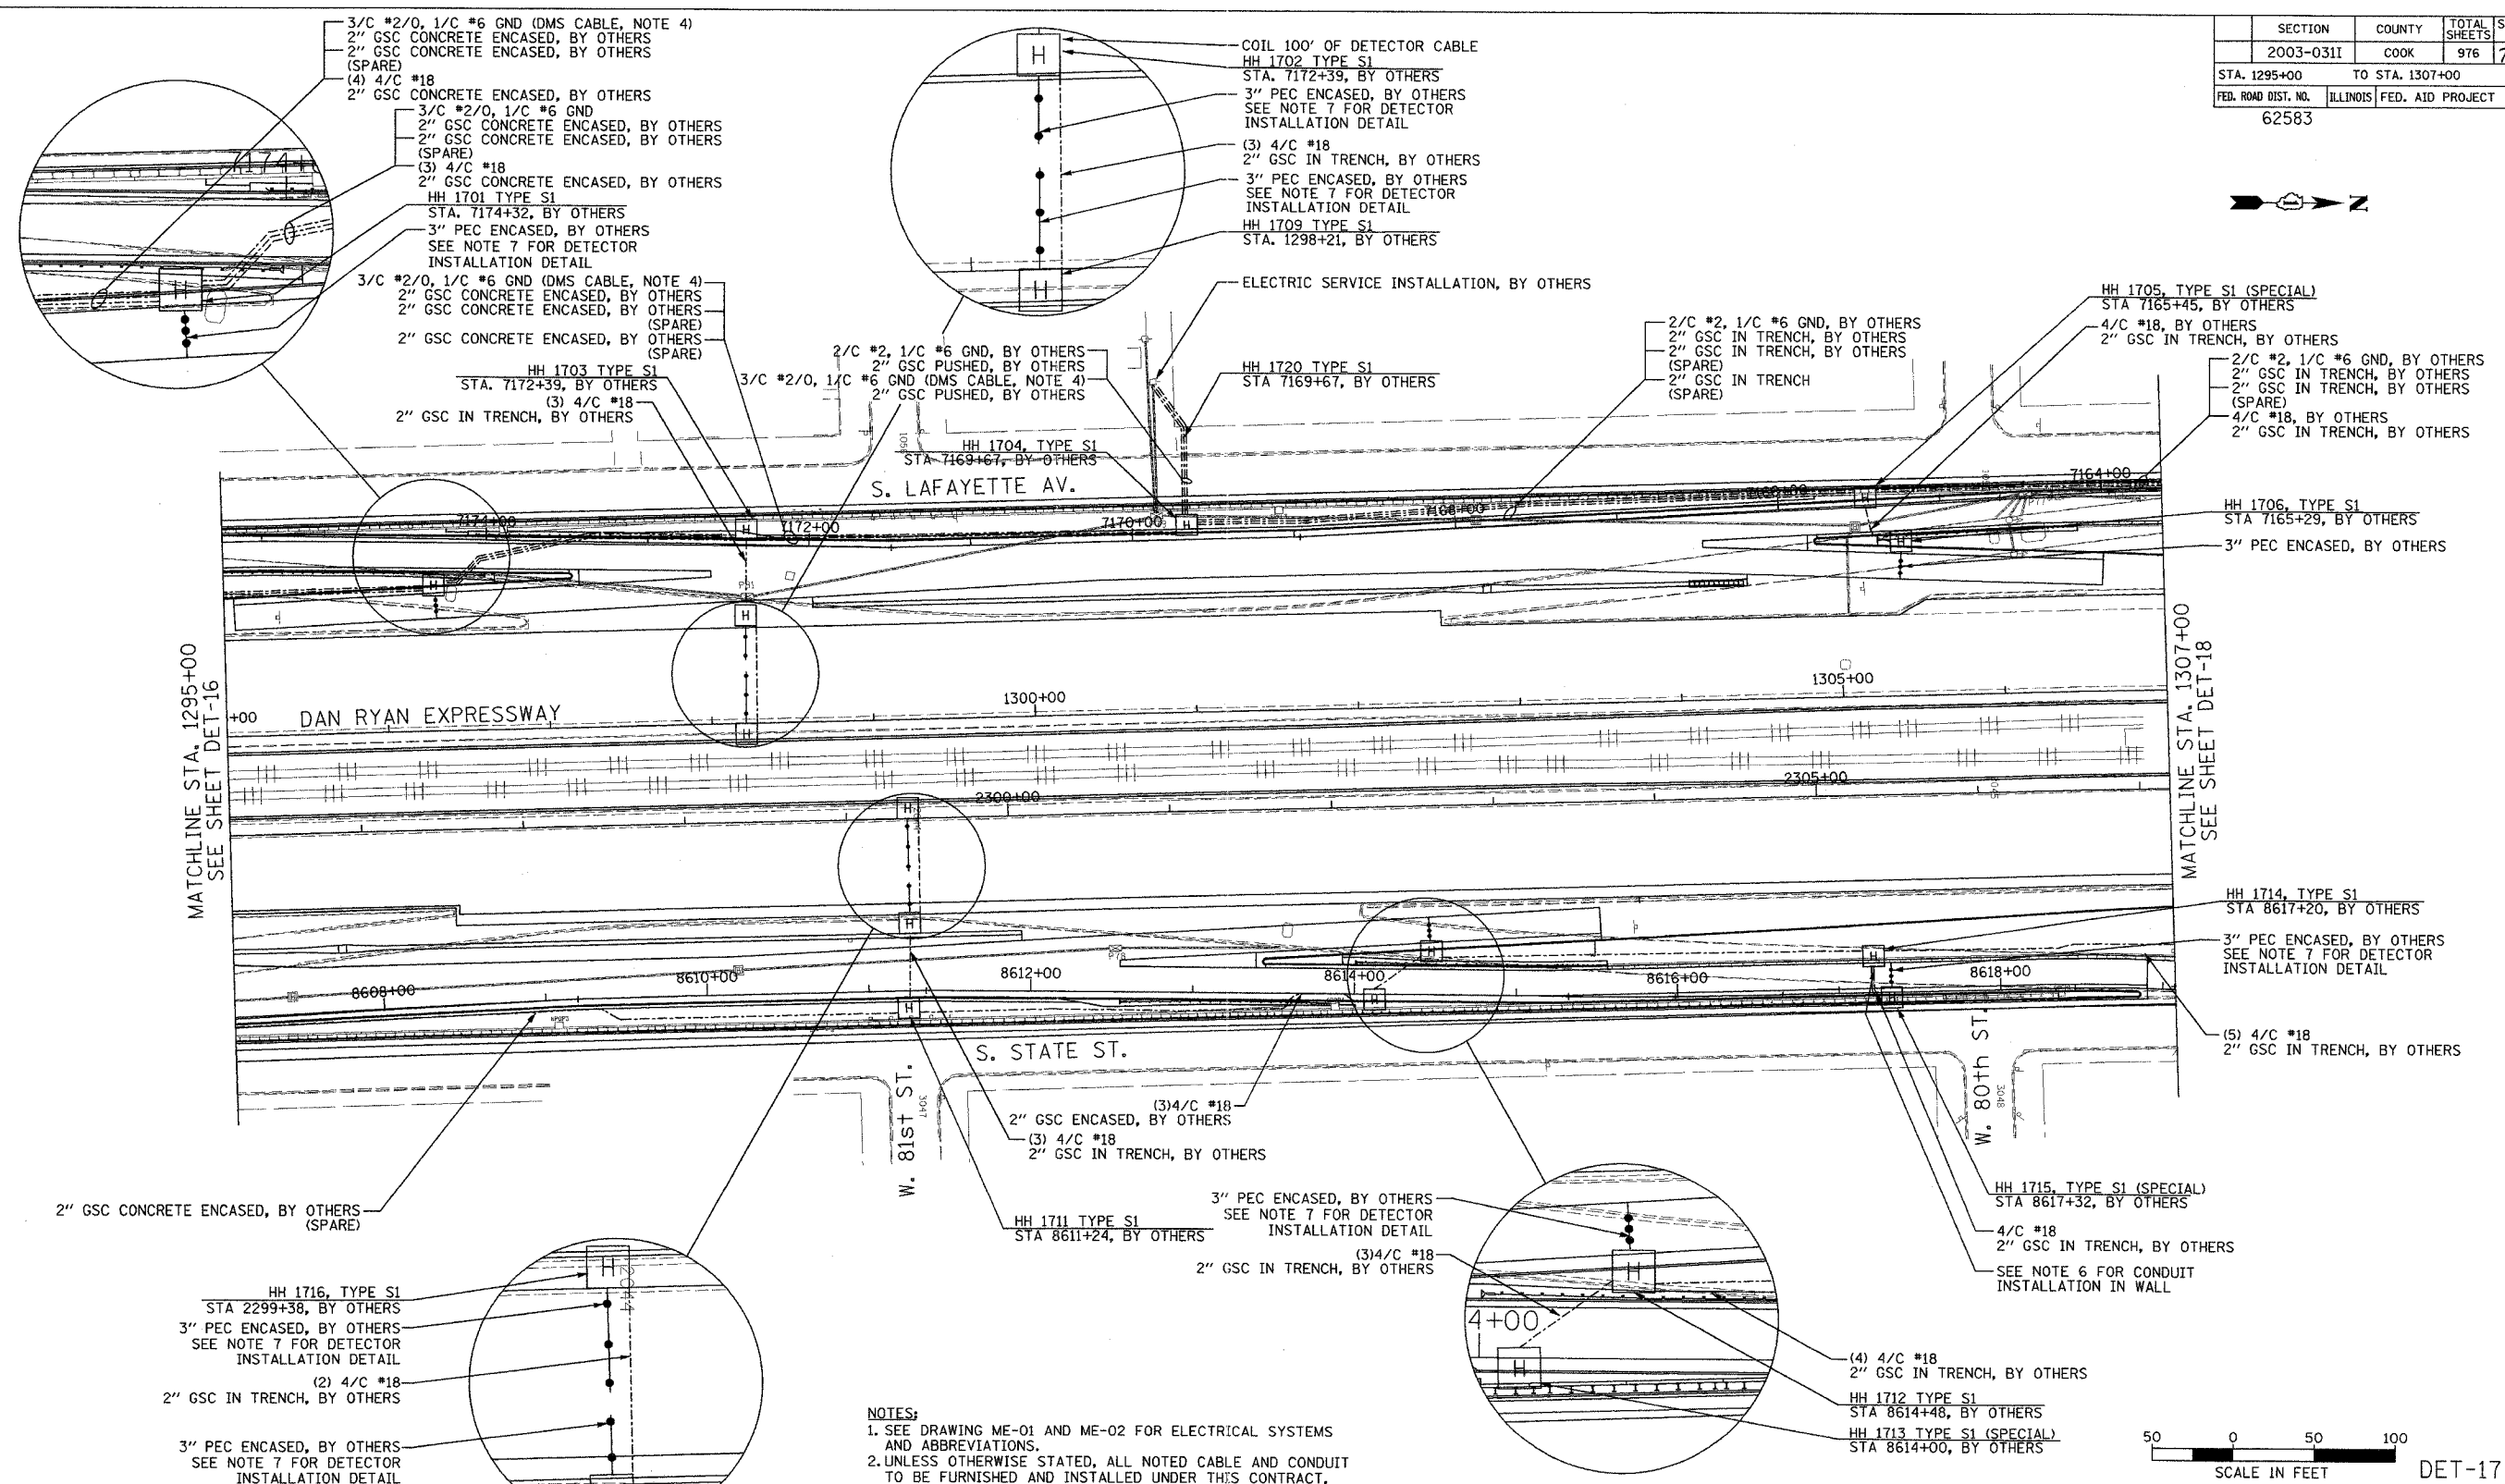 3/C #2/0, 1/C #6 GND (DMS CABLE, NOTE 4)
2" GSC CONCRETE ENCASED, BY OTHERS
2" GSC CONCRETE ENCASED, BY OTHERS
(SPARE)
(4) 4/C #18
2" GSC CONCRETE ENCASED, BY OTHERS
3/C #2/0, 1/C #6 GND
2" GSC CONCRETE ENCASED, BY OTHERS
2" GSC CONCRETE ENCASED, BY OTHERS
(SPARE)
(3) 4/C #18
2" GSC CONCRETE ENCASED, BY OTHERS
HH 1701 TYPE S1
STA. 7174+32, BY OTHERS
3" PEC ENCASED, BY OTHERS
SEE NOTE 7 FOR DETECTOR
INSTALLATION DETAIL
H
3/C #2/0, 1/C #6 GND (DMS CABLE, NOTE 4)
2" GSC CONCRETE ENCASED, BY OTHERS
2" GSC CONCRETE ENCASED, BY OTHERS
(SPARE)
2" GSC CONCRETE ENCASED, BY OTHERS
(SPARE)
HH 1703 TYPE S1
STA. 7172+39, BY OTHERS
(3) 4/C #18
2" GSC IN TRENCH, BY OTHERS
H
COIL 100' OF DETECTOR CABLE
HH 1702 TYPE S1
STA. 7172+39, BY OTHERS
3" PEC ENCASED, BY OTHERS
SEE NOTE 7 FOR DETECTOR
INSTALLATION DETAIL
(3) 4/C #18
2" GSC IN TRENCH, BY OTHERS
3" PEC ENCASED, BY OTHERS
SEE NOTE 7 FOR DETECTOR
INSTALLATION DETAIL
HH 1709 TYPE S1
STA. 1298+21, BY OTHERS
H
ELECTRIC SERVICE INSTALLATION, BY OTHERS
2/C #2, 1/C #6 GND, BY OTHERS
2" GSC PUSHED, BY OTHERS
3/C #2/0, 1/C #6 GND (DMS CABLE, NOTE 4)
2" GSC PUSHED, BY OTHERS
HH 1720 TYPE S1
STA 7169+67, BY OTHERS
HH 1704, TYPE S1
STA 7169+67, BY OTHERS
2/C #2, 1/C #6 GND, BY OTHERS
2" GSC IN TRENCH, BY OTHERS
2" GSC IN TRENCH, BY OTHERS
(SPARE)
2" GSC IN TRENCH
(SPARE)
SECTION COUNTY TOTAL SHEETS
2003-031I COOK 976
STA. 1295+00 TO STA. 1307+00
FED. ROAD DIST. NO. ILLINOIS FED. AID PROJECT
62583
Z
HH 1705, TYPE S1 (SPECIAL)
STA 7165+45, BY OTHERS
4/C #18, BY OTHERS
2" GSC IN TRENCH, BY OTHERS
2/C #2, 1/C #6 GND, BY OTHERS
2" GSC IN TRENCH, BY OTHERS
2" GSC IN TRENCH, BY OTHERS
(SPARE)
4/C #18, BY OTHERS
2" GSC IN TRENCH, BY OTHERS
HH 1706, TYPE S1
STA 7165+29, BY OTHERS
3" PEC ENCASED, BY OTHERS
S. LAFAYETTE AV.
7174+00
7172+00
7170+00
7168+00
7164+00
H
H
H
H
H
H
H
MATCHLINE STA. 1295+00
SEE SHEET DET-16
+00
DAN RYAN EXPRESSWAY
1300+00
1305+00
2300+00
2305+00
MATCHLINE STA. 1307+00
SEE SHEET DET-18
H
H
H
H
H
H
H
8608+00
8610+00
8612+00
8614+00
8616+00
8618+00
HH 1714, TYPE S1
STA 8617+20, BY OTHERS
3" PEC ENCASED, BY OTHERS
SEE NOTE 7 FOR DETECTOR
INSTALLATION DETAIL
(5) 4/C #18
2" GSC IN TRENCH, BY OTHERS
S. STATE ST.
W. 81st ST.
3047
W. 80th ST.
3048
(3)4/C #18
2" GSC ENCASED, BY OTHERS
(3) 4/C #18
2" GSC IN TRENCH, BY OTHERS
2" GSC CONCRETE ENCASED, BY OTHERS
(SPARE)
HH 1711 TYPE S1
STA 8611+24, BY OTHERS
3" PEC ENCASED, BY OTHERS
SEE NOTE 7 FOR DETECTOR
INSTALLATION DETAIL
(3)4/C #18
2" GSC IN TRENCH, BY OTHERS
H
4+00
H
HH 1715, TYPE S1 (SPECIAL)
STA 8617+32, BY OTHERS
4/C #18
2" GSC IN TRENCH, BY OTHERS
SEE NOTE 6 FOR CONDUIT
INSTALLATION IN WALL
(4) 4/C #18
2" GSC IN TRENCH, BY OTHERS
HH 1712 TYPE S1
STA 8614+48, BY OTHERS
HH 1713 TYPE S1 (SPECIAL)
STA 8614+00, BY OTHERS
H
HH 1716, TYPE S1
STA 2299+38, BY OTHERS
3" PEC ENCASED, BY OTHERS
SEE NOTE 7 FOR DETECTOR
INSTALLATION DETAIL
(2) 4/C #18
2" GSC IN TRENCH, BY OTHERS
3" PEC ENCASED, BY OTHERS
SEE NOTE 7 FOR DETECTOR
INSTALLATION DETAIL
NOTES:
1. SEE DRAWING ME-01 AND ME-02 FOR ELECTRICAL SYSTEMS
AND ABBREVIATIONS.
2. UNLESS OTHERWISE STATED, ALL NOTED CABLE AND CONDUIT
TO BE FURNISHED AND INSTALLED UNDER THIS CONTRACT.
50 0 50 100
SCALE IN FEET
DET-17